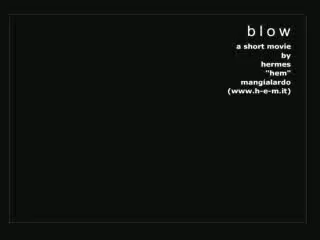 blow
a short movie
by
hermes
"hem"
mangialardo
(www.h-e-m.it)